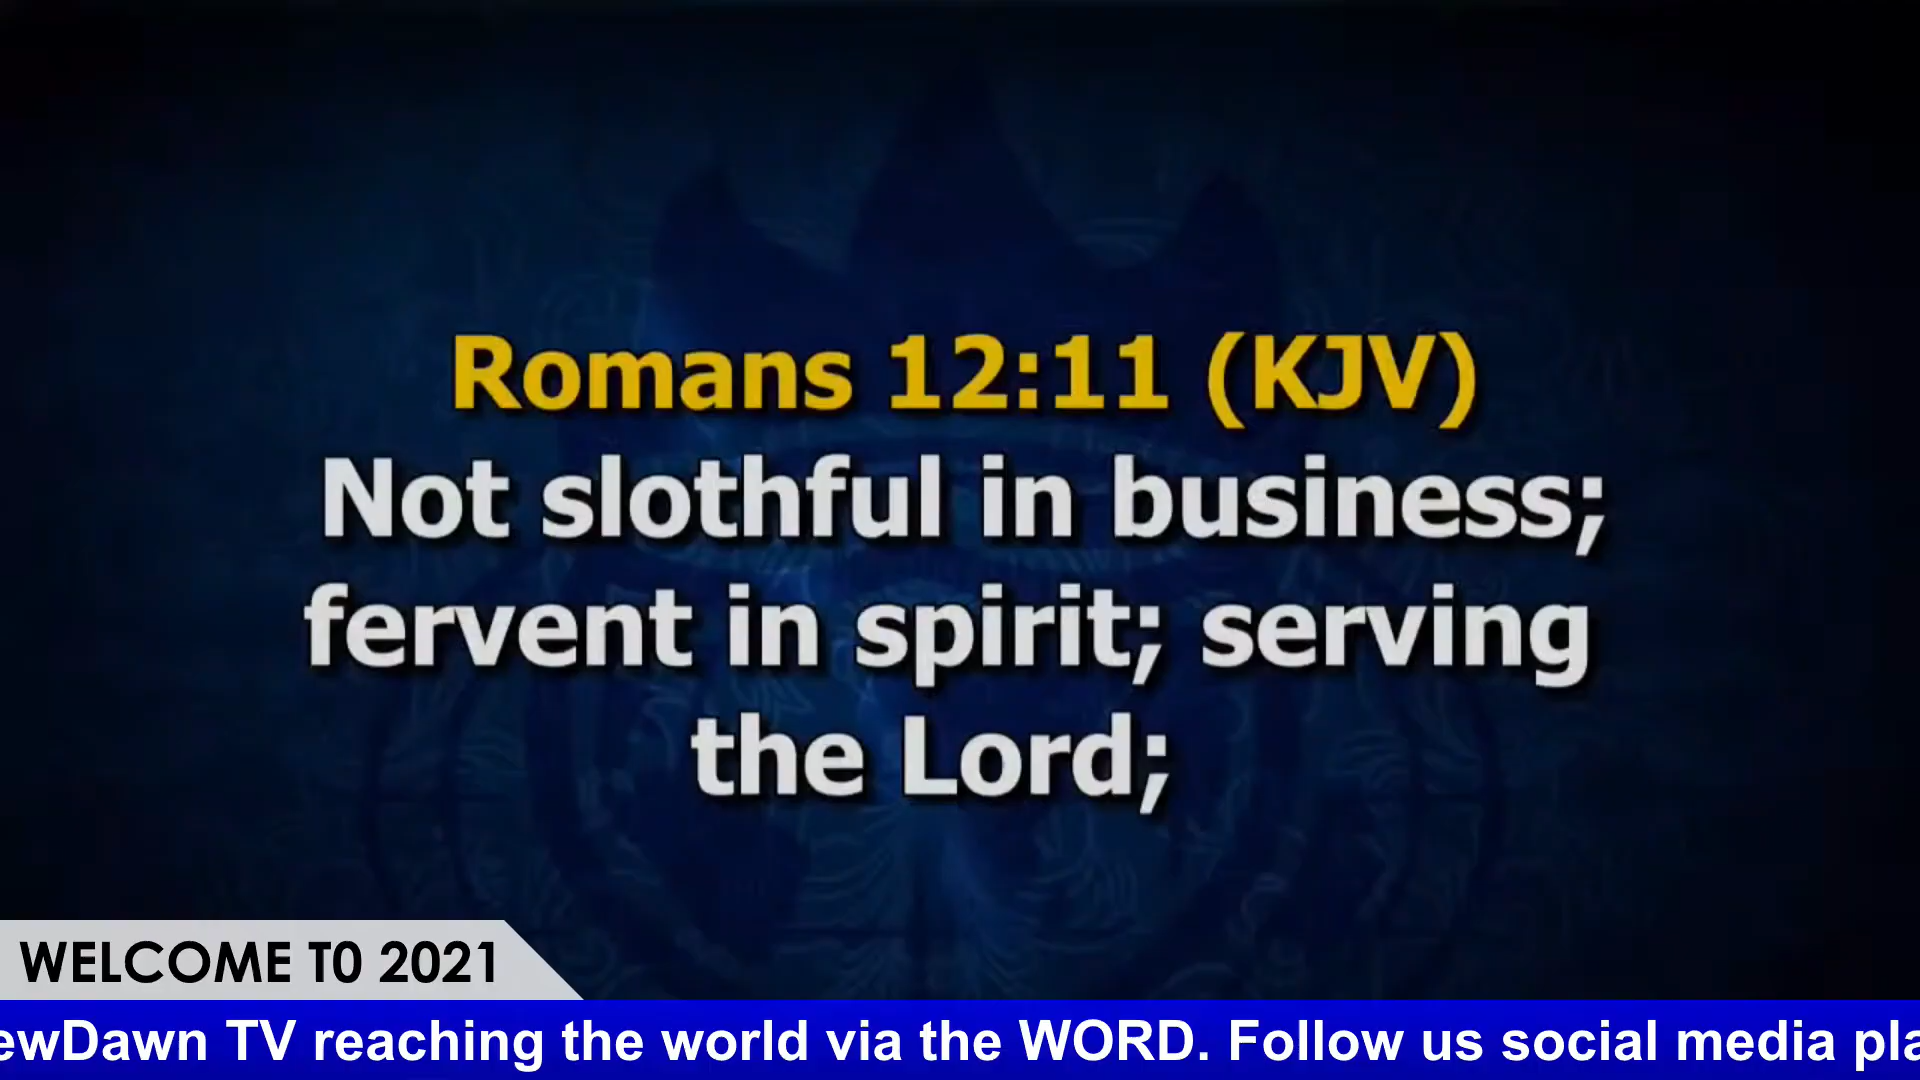 Romans 12:11 (KJV)
Not slothful in business;
fervent in spirit; serving
the Lord;
WELCOME T0 2021
ewDawn TV reaching the world via the WORD. Follow us social media pla